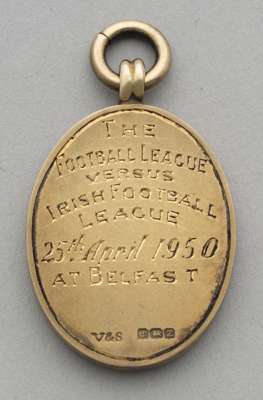 THE
FOOTBALL LEAGUE
VERSUS
IRISH FOOTBALL
LEAGUE
25th April 1950
AT BELFAST
V&S